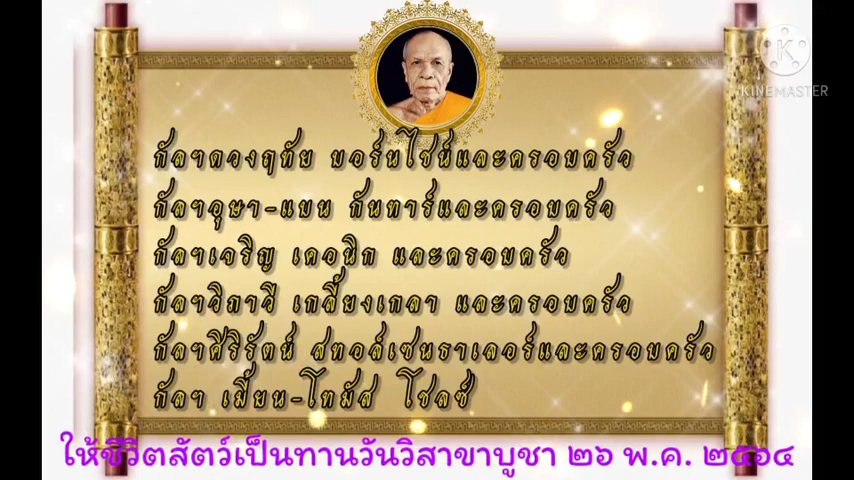 KINEMASTER
กัลฯดวงฤทัย บอร์นไชน์และครอบครัว
กัลฯอุษา-แบน กันทาร์และครอบครัว
กัลฯเจริญ เคอนิก และครอบครัว
กัลฯวิภาวี เกลี้ยงเกลา และครอบครัว
กัลฯศิริรัตน์ สทอล์เซนธาเลอร์และครอบครัว
กัลฯ เมี้ยน-โทมัส โชลซ์
ให้ชีวิตสัตว์เป็นทานวันวิสาขาบูชา ๒๖ พ.ค. ๒๕๖๔